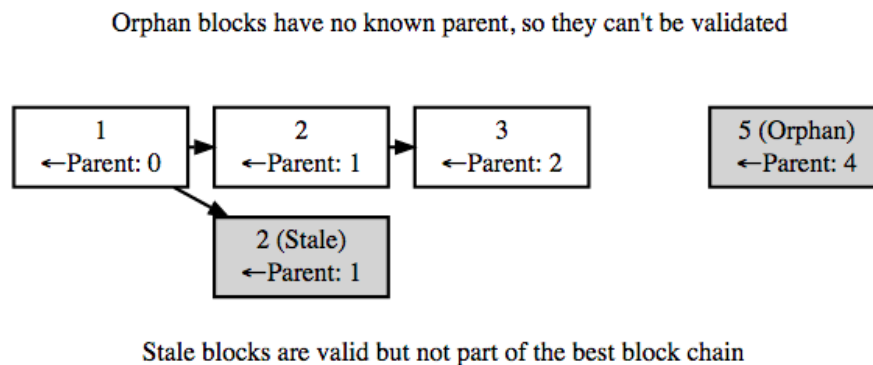 Orphan blocks have no known parent, so they can't be validated
1
←Parent: 0
2
←Parent: 1
3
←Parent: 2
5 (Orphan)
←Parent: 4
2 (Stale)
←Parent: 1
Stale blocks are valid but not part of the best block chain